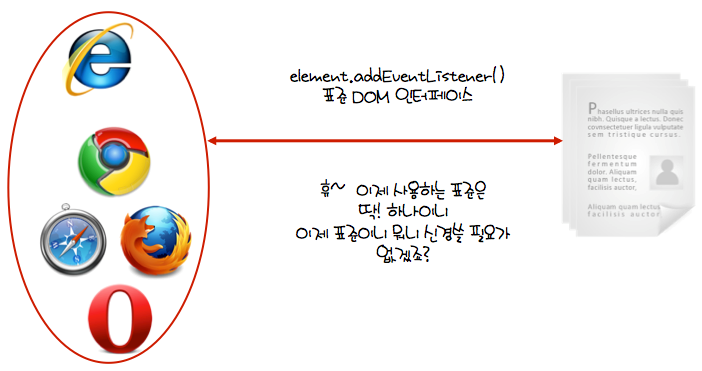 element.addEventListener()
표준 DOM 인터페이스
휴~ 이제 사용하는 표준은
딱! 하나이니
이제 표준이니 뭐니 신경쓸 필요가
없겠죠?
Phasellus ultrices nulla quis
nibh. Quisque a lectus. Donec
consectetuer ligula vulputate
sem tristique cursus.
Pellentesque
fermentum
dolor. Aliquam
quam lectus,
facilisis auctor,
Aliquam quam lectus
facilisis auctor